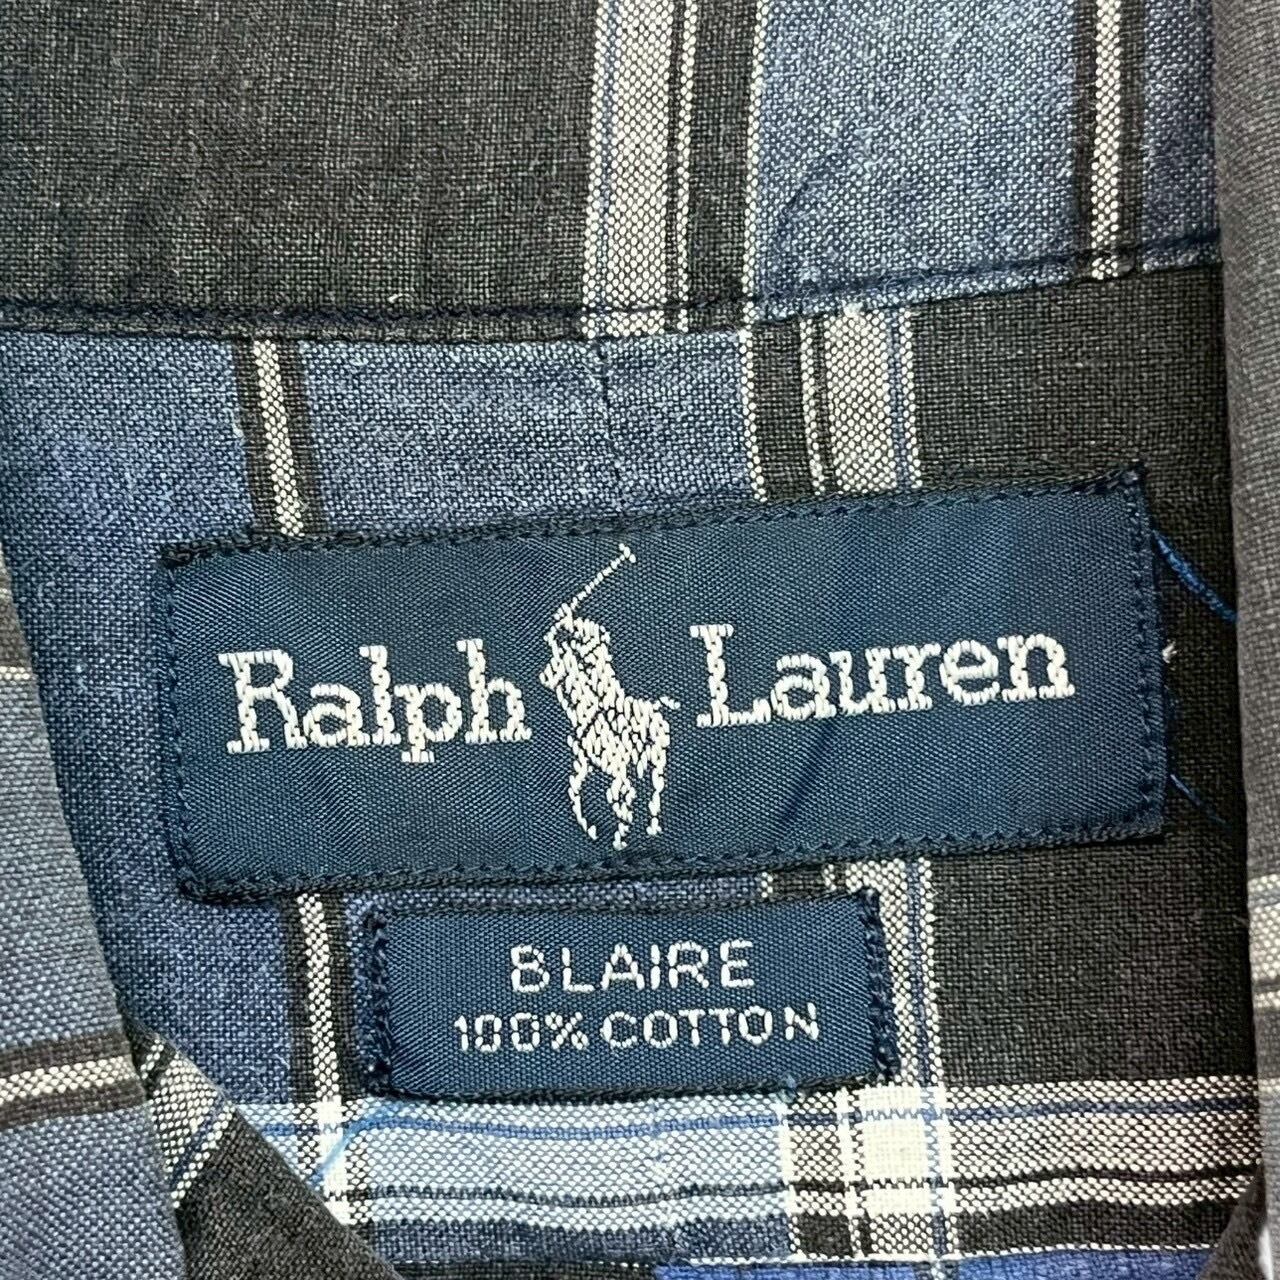 Ralph Lauren
BLAIRE
100% COTTON